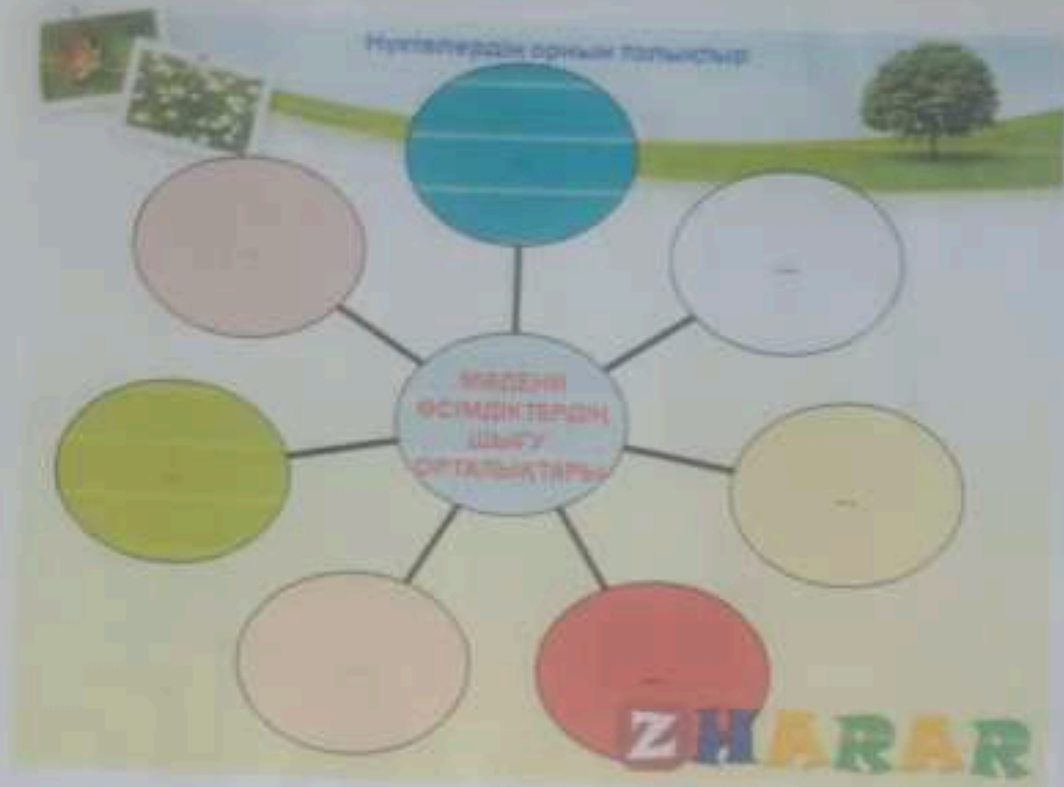 Нүктелердің орнын толықтыр
МӘДЕНИ
ӨСІМДІКТЕРДІҢ
ШЫҒУ
ОРТАЛЫҚТАРЫ
ZHARAR